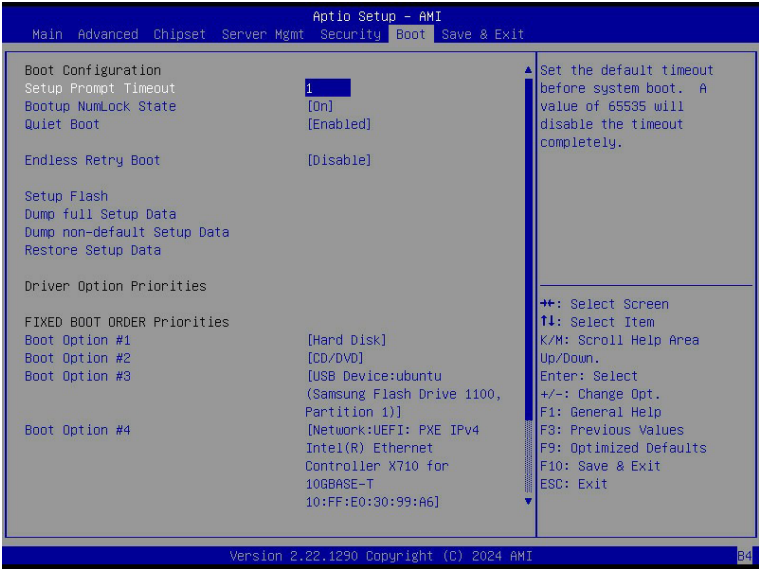 Aptio Setup – AMI
Main Advanced Chipset Server Mgmt Security Boot Save & Exit
Boot Configuration
Setup Prompt Timeout 1
Bootup NumLock State [On]
Quiet Boot [Enabled]
Endless Retry Boot [Disable]
Setup Flash
Dump full Setup Data
Dump non-default Setup Data
Restore Setup Data
Driver Option Priorities
FIXED BOOT ORDER Priorities
Boot Option #1 [Hard Disk]
Boot Option #2 [CD/DVD]
Boot Option #3 [USB Device:ubuntu
(Samsung Flash Drive 1100,
Partition 1)]
Boot Option #4 [Network:UEFI: PXE IPv4
Intel(R) Ethernet
Controller X710 for
10GBASE-T
10:FF:E0:30:99:A6]
Set the default timeout
before system boot. A
value of 65535 will
disable the timeout
completely.
→←: Select Screen
↑↓: Select Item
K/M: Scroll Help Area
Up/Down.
Enter: Select
+/-: Change Opt.
F1: General Help
F3: Previous Values
F9: Optimized Defaults
F10: Save & Exit
ESC: Exit
Version 2.22.1290 Copyright (C) 2024 AMI
B4